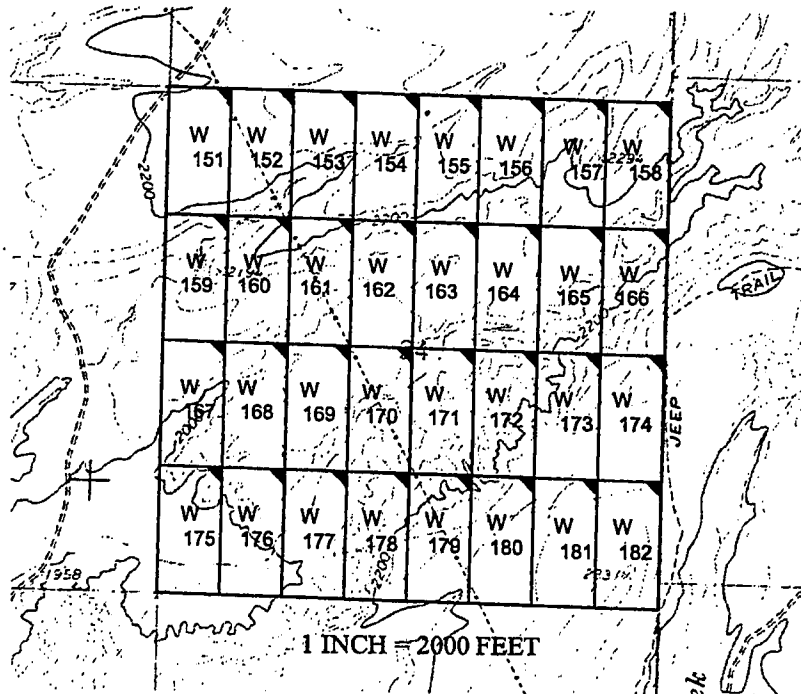 W 151 W 152 W 153 W 154 W 155 W 156 W 157 W 158
2200
W 159 W 160 W 161 W 162 W 163 W 164 W 165 W 166
2200
TRAIL
W 167 W 168 W 169 W 170 W 171 W 172 W 173 W 174
2000
JEEP
W 175 W 176 W 177 W 178 W 179 W 180 W 181 W 182
1958
2200
1 INCH = 2000 FEET